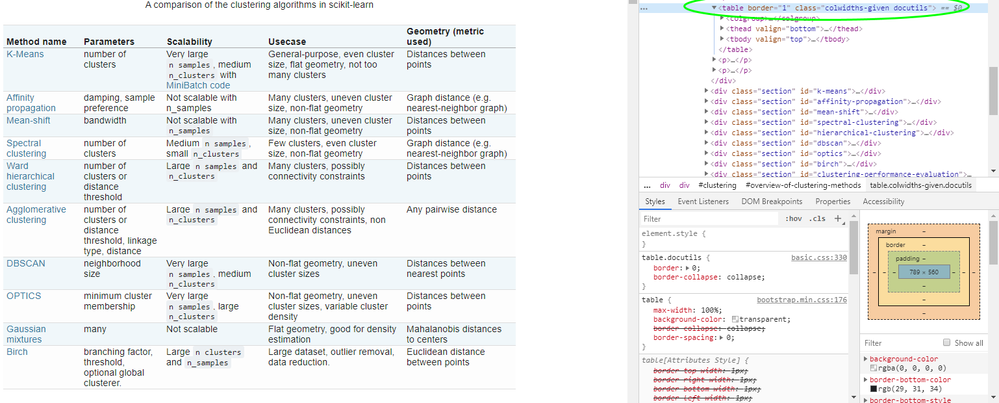 A comparison of the clustering algorithms in scikit-learn
Method name Parameters Scalability Usecase Geometry (metric used)
K-Means number of clusters Very large n samples, medium n_clusters with MiniBatch code General-purpose, even cluster size, flat geometry, not too many clusters Distances between points
Affinity propagation damping, sample preference Not scalable with n_samples Many clusters, uneven cluster size, non-flat geometry Graph distance (e.g. nearest-neighbor graph)
Mean-shift bandwidth Not scalable with n_samples Many clusters, uneven cluster size, non-flat geometry Distances between points
Spectral clustering number of clusters Medium n samples, small n_clusters Few clusters, even cluster size, non-flat geometry Graph distance (e.g. nearest-neighbor graph)
Ward hierarchical clustering number of clusters or distance threshold Large n samples and n_clusters Many clusters, possibly connectivity constraints Distances between points
Agglomerative clustering number of clusters or distance threshold, linkage type, distance Large n samples and n_clusters Many clusters, possibly connectivity constraints, non Euclidean distances Any pairwise distance
DBSCAN neighborhood size Very large n samples, medium n_clusters Non-flat geometry, uneven cluster sizes Distances between nearest points
OPTICS minimum cluster membership Very large n samples, large n_clusters Non-flat geometry, uneven cluster sizes, variable cluster density Distances between points
Gaussian mixtures many Not scalable Flat geometry, good for density estimation Mahalanobis distances to centers
Birch branching factor, threshold, optional global clusterer. Large n clusters and n_samples Large dataset, outlier removal, data reduction. Euclidean distance between points
... <table border="1" class="colwidths-given docutils"> == $0
<colgroup>…</colgroup>
<thead valign="bottom">…</thead>
<tbody valign="top">…</tbody>
</table>
<p>…</p>
<p>…</p>
</div>
<div class="section" id="k-means">…</div>
<div class="section" id="affinity-propagation">…</div>
<div class="section" id="mean-shift">…</div>
<div class="section" id="spectral-clustering">…</div>
<div class="section" id="hierarchical-clustering">…</div>
<div class="section" id="dbscan">…</div>
<div class="section" id="optics">…</div>
<div class="section" id="birch">…</div>
<div class="section" id="clustering-performance-evaluation">…
... div div #clustering #overview-of-clustering-methods table.colwidths-given.docutils
Styles Event Listeners DOM Breakpoints Properties Accessibility
Filter :hov .cls +
element.style {
}
table.docutils { basic.css:330
border: 0;
border-collapse: collapse;
}
table { bootstrap.min.css:176
max-width: 100%;
background-color: transparent;
border-collapse: collapse;
border-spacing: 0;
}
table[Attributes Style] {
border-top-width: 1px;
border-right-width: 1px;
border-bottom-width: 1px;
border-left-width: 1px;
margin –
border –
padding –
– – – 789 × 560 – – –
–
–
–
Filter Show all
background-color
rgba(0, 0, 0, 0)
border-bottom-color
rgb(29, 31, 34)
border-bottom-style